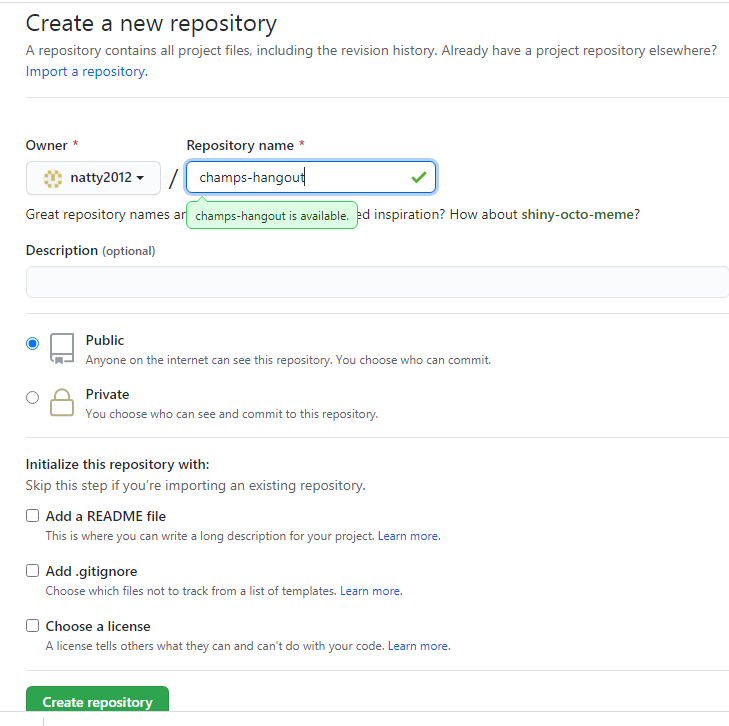 Create a new repository
A repository contains all project files, including the revision history. Already have a project repository elsewhere?
Import a repository.
Owner *
Repository name *
natty2012
/
champs-hangout
Great repository names ar
champs-hangout is available.
ed inspiration? How about shiny-octo-meme?
Description (optional)
Public
Anyone on the internet can see this repository. You choose who can commit.
Private
You choose who can see and commit to this repository.
Initialize this repository with:
Skip this step if you're importing an existing repository.
Add a README file
This is where you can write a long description for your project. Learn more.
Add .gitignore
Choose which files not to track from a list of templates. Learn more.
Choose a license
A license tells others what they can and can't do with your code. Learn more.
Create repository